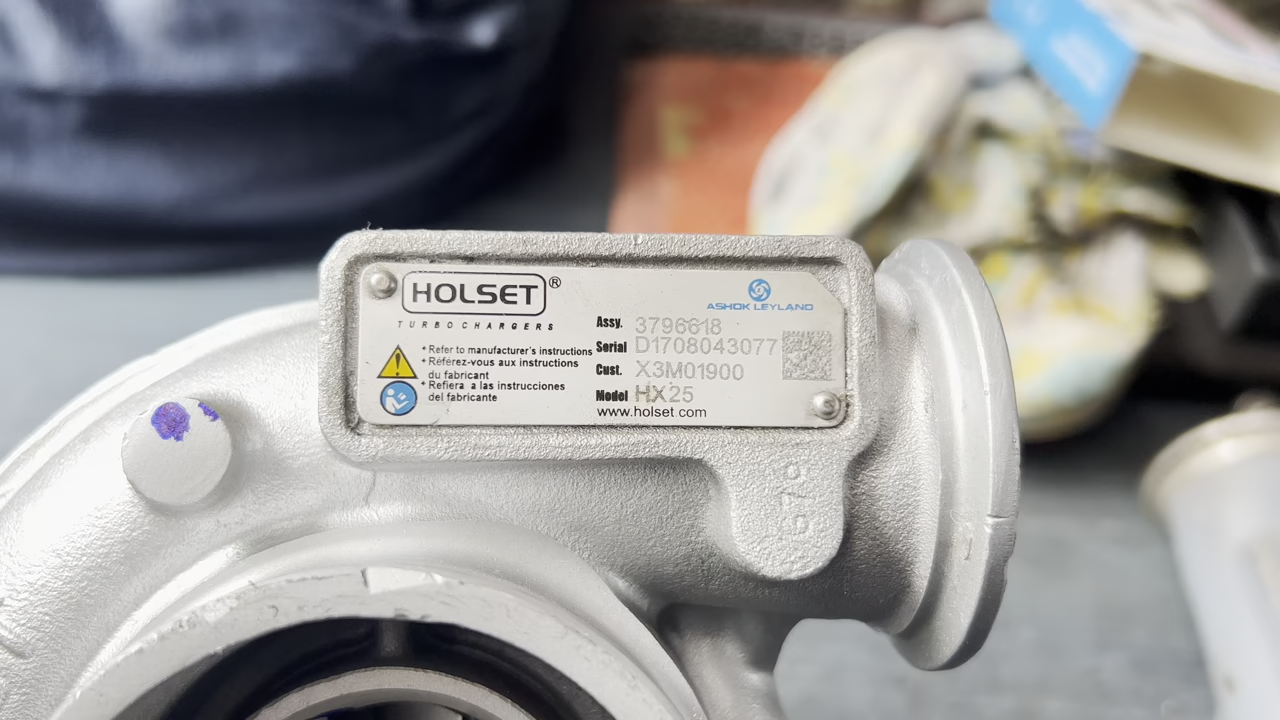 HOLSET®
TURBOCHARGERS
ASHOK LEYLAND
Assy. 3796618
Serial D1708043077
Cust. X3M01900
Model HX25
www.holset.com
* Refer to manufacturer's instructions
* Référez-vous aux instructions
du fabricant
* Refiera a las instrucciones
del fabricante